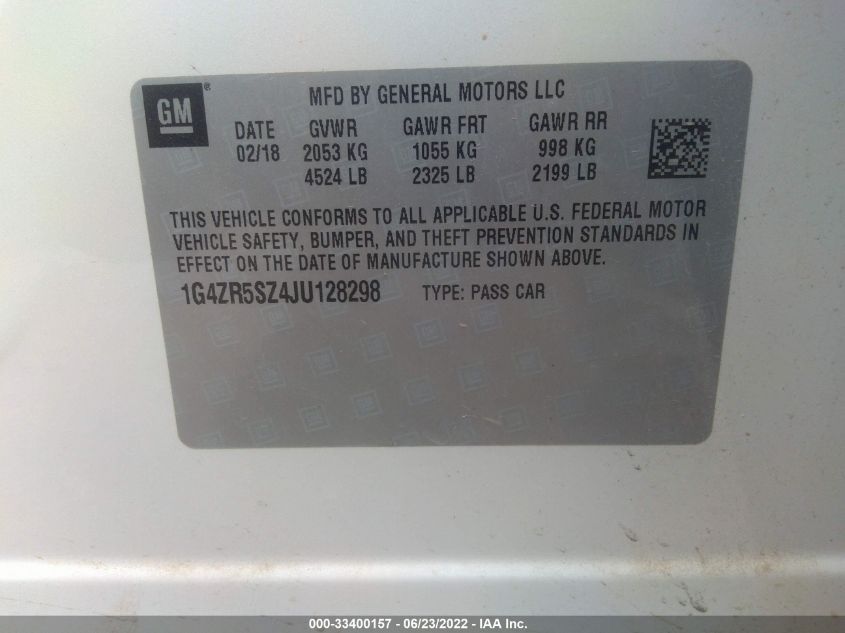 GM ®
MFD BY GENERAL MOTORS LLC
DATE GVWR GAWR FRT GAWR RR
02/18 2053 KG 1055 KG 998 KG
4524 LB 2325 LB 2199 LB
THIS VEHICLE CONFORMS TO ALL APPLICABLE U.S. FEDERAL MOTOR
VEHICLE SAFETY, BUMPER, AND THEFT PREVENTION STANDARDS IN
EFFECT ON THE DATE OF MANUFACTURE SHOWN ABOVE.
1G4ZR5SZ4JU128298 TYPE: PASS CAR
000-33400157 - 06/23/2022 - IAA Inc.